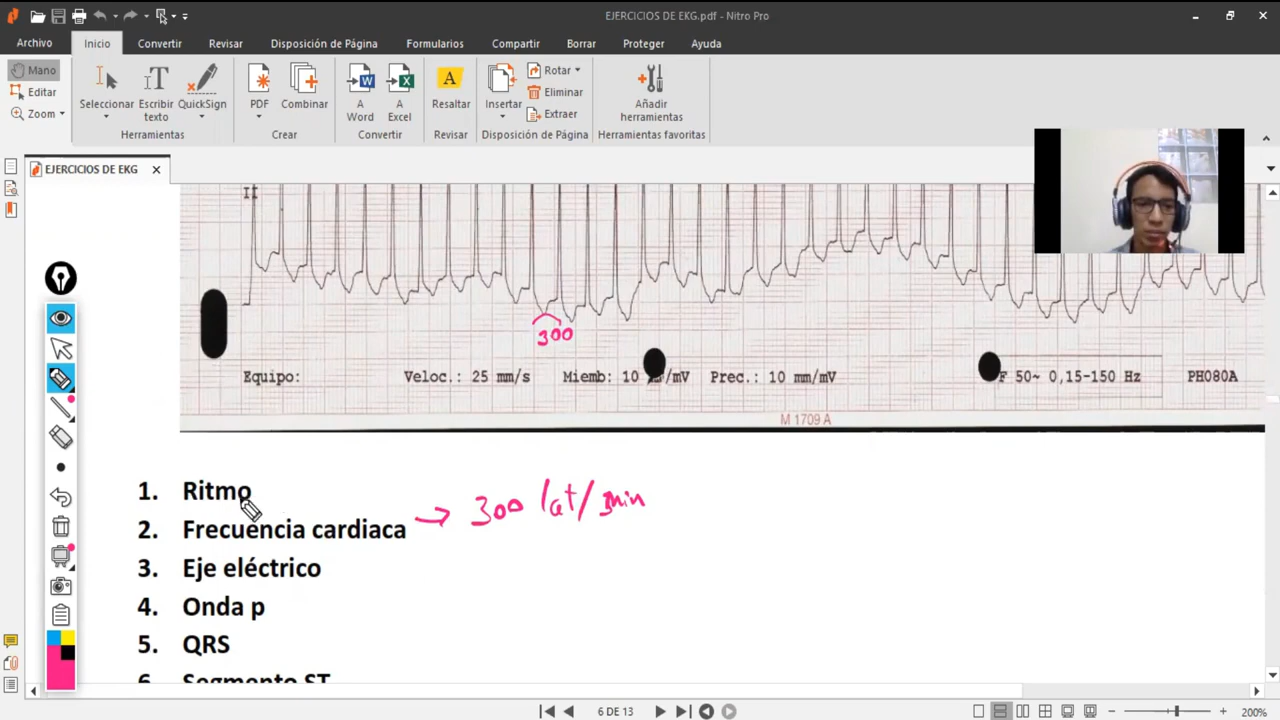 EJERCICIOS DE EKG.pdf - Nitro Pro
Archivo Inicio Convertir Revisar Disposición de Página Formularios Compartir Borrar Proteger Ayuda
Mano
Editar
Zoom
Seleccionar
Escribir texto
QuickSign
Herramientas
PDF
Combinar
Crear
A Word
A Excel
Convertir
Resaltar
Revisar
Insertar
Rotar
Eliminar
Extraer
Disposición de Página
Añadir herramientas
Herramientas favoritas
EJERCICIOS DE EKG
II
300
Equipo: Veloc.: 25 mm/s Miemb: 10 mm/mV Prec.: 10 mm/mV F 50~ 0,15-150 Hz PH080A
M 1709 A
1. Ritmo
2. Frecuencia cardiaca → 300 lat/min
3. Eje eléctrico
4. Onda p
5. QRS
6. Segmento ST
6 DE 13
200%